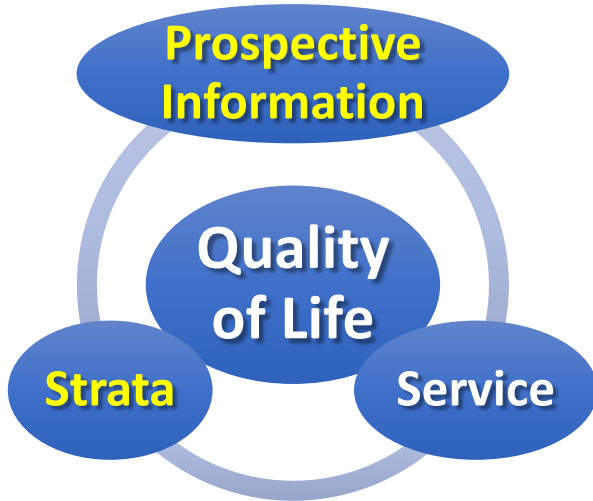 Prospective
Information
Quality
of Life
Strata
Service